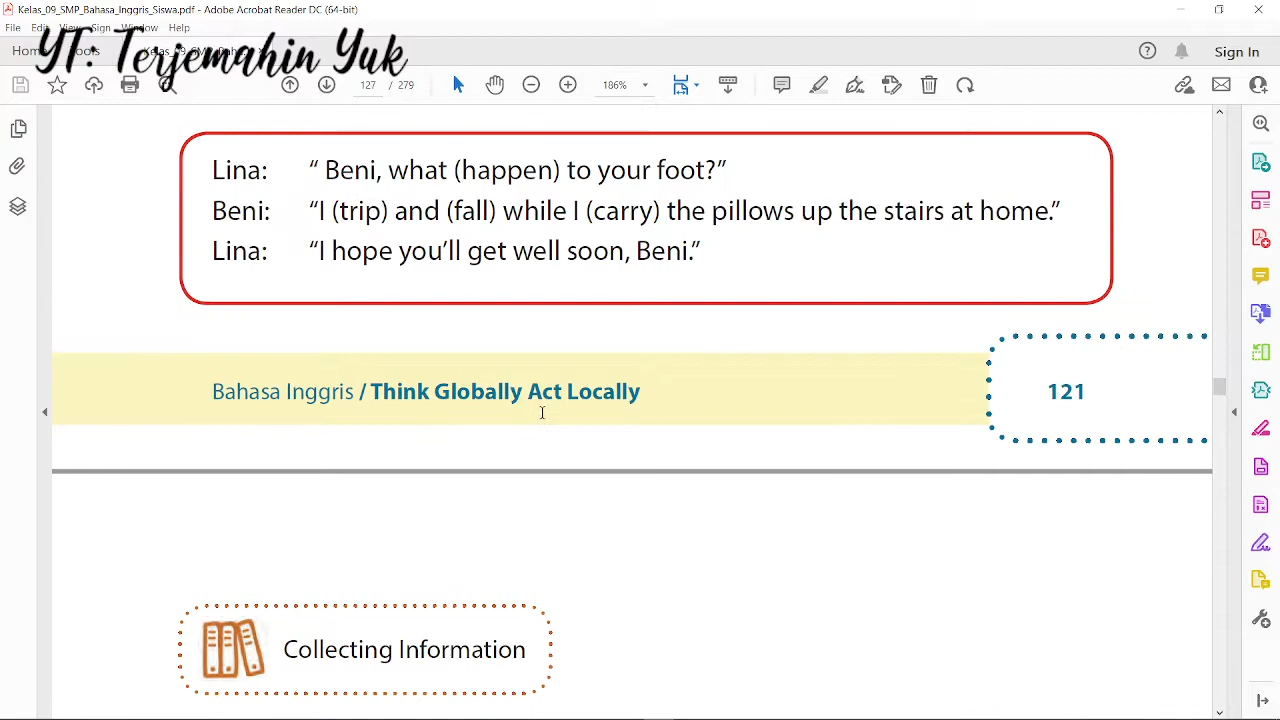 Kelas_09_SMP_Bahasa_Inggris_Siswa.pdf - Adobe Acrobat Reader DC (64-bit)
File Edit View Sign Window Help
YT: Terjemahin Yuk
Home Tools
Sign In
127 / 279
186%
Lina: “ Beni, what (happen) to your foot?”
Beni: “I (trip) and (fall) while I (carry) the pillows up the stairs at home.”
Lina: “I hope you’ll get well soon, Beni.”
Bahasa Inggris / Think Globally Act Locally
121
Collecting Information